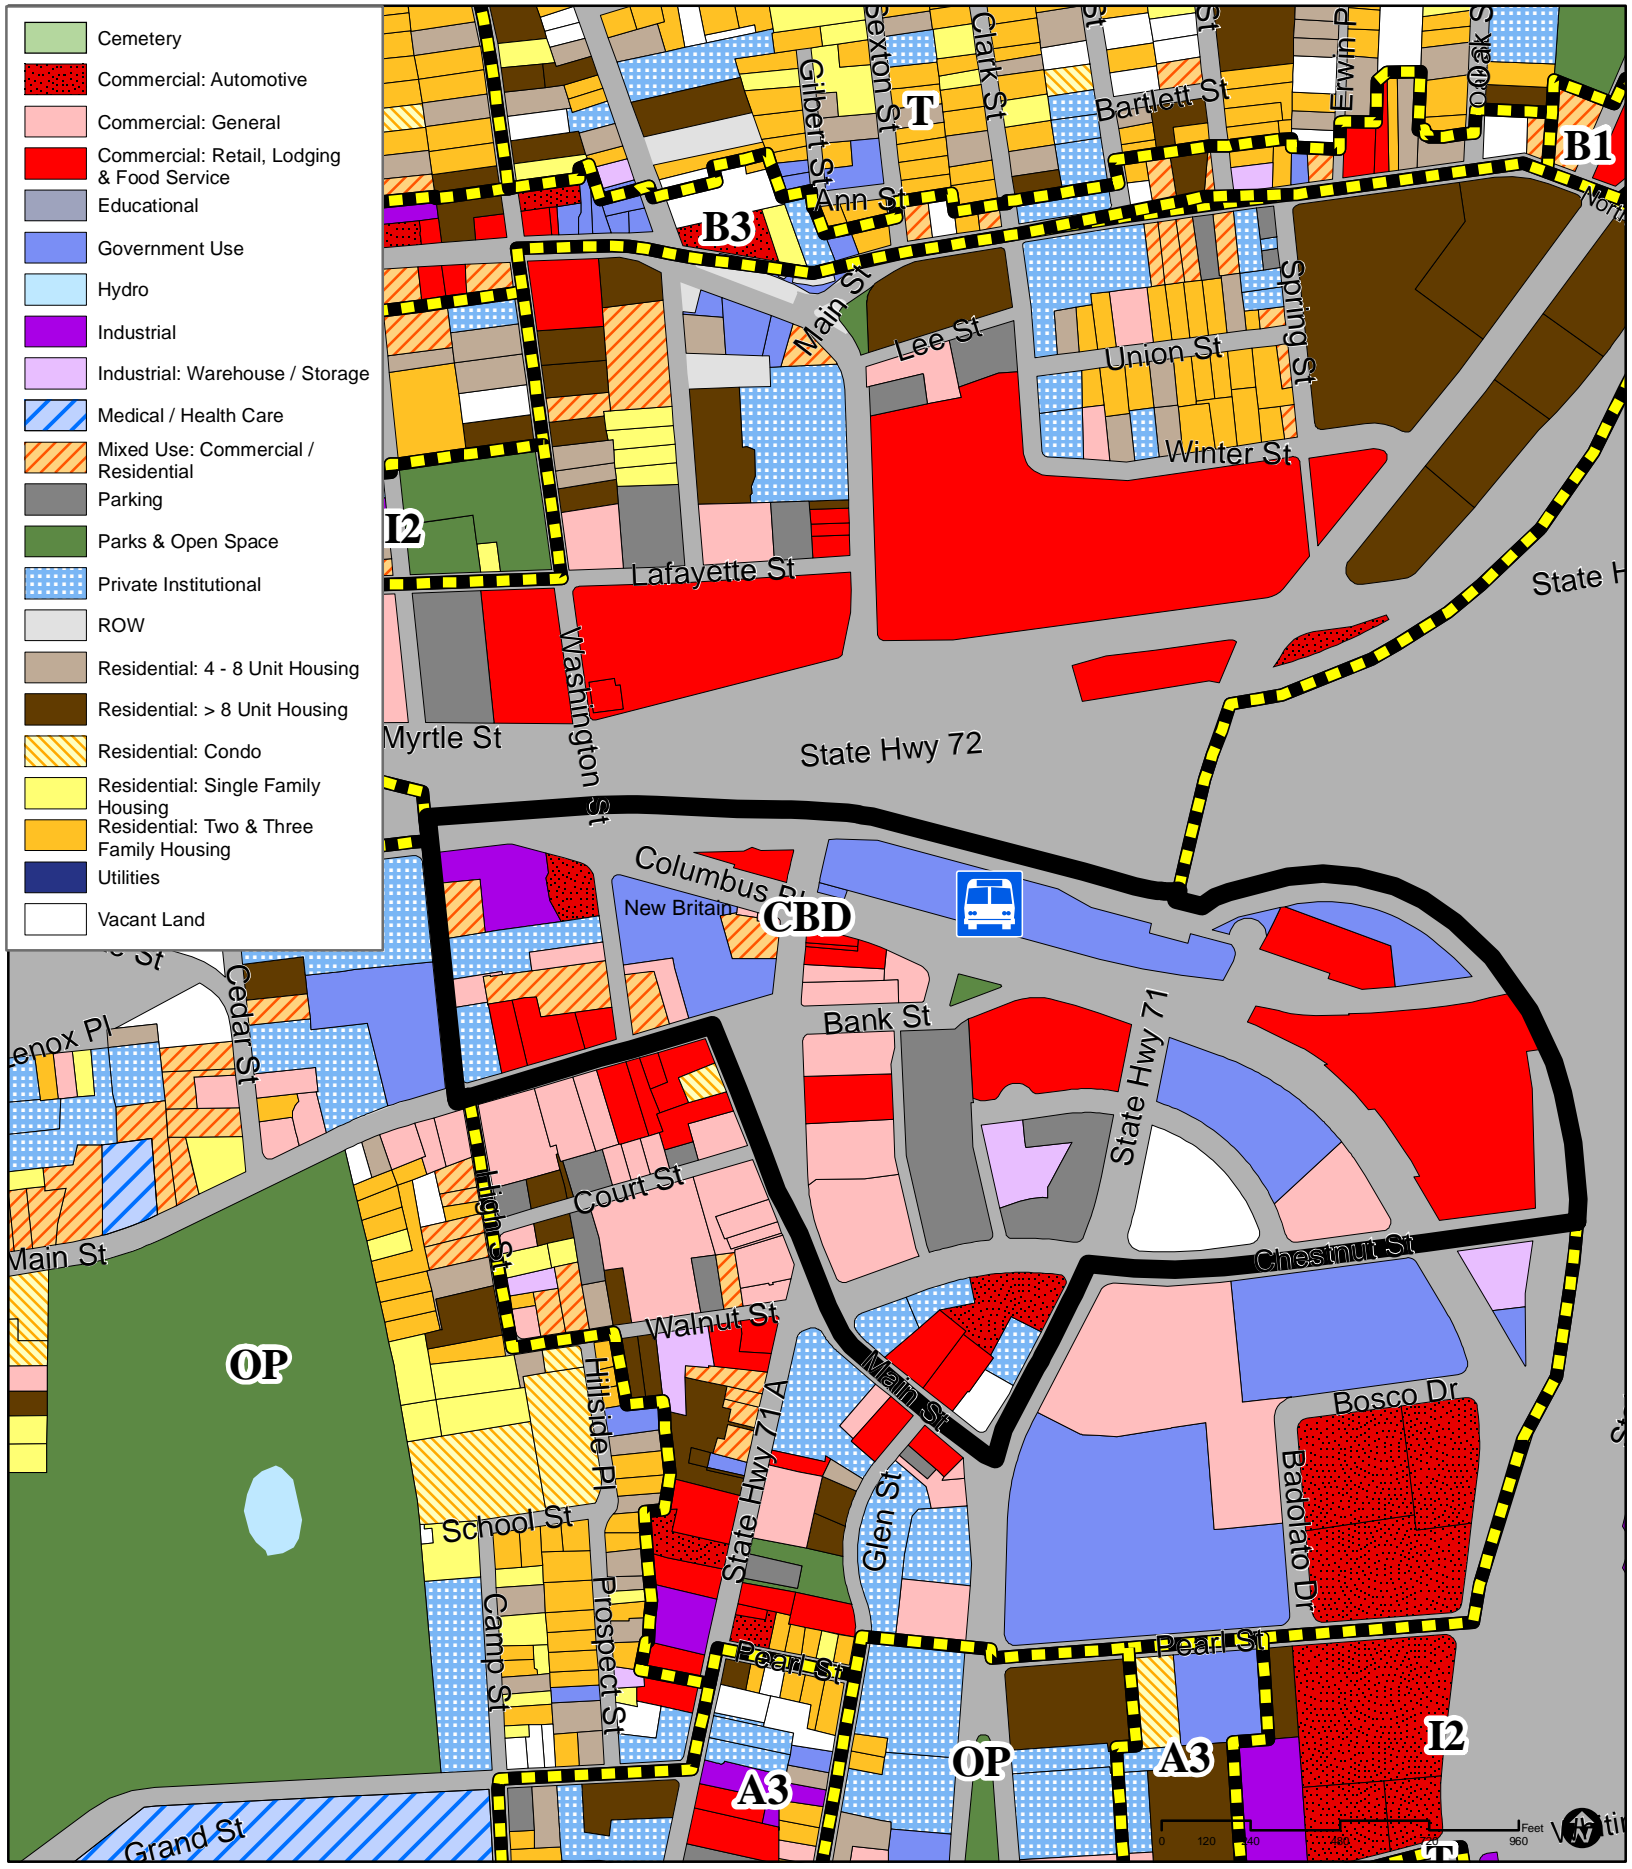 Cemetery
Commercial: Automotive
Commercial: General
Commercial: Retail, Lodging
& Food Service
Educational
Government Use
Hydro
Industrial
Industrial: Warehouse / Storage
Medical / Health Care
Mixed Use: Commercial /
Residential
Parking
Parks & Open Space
Private Institutional
ROW
Residential: 4 - 8 Unit Housing
Residential: > 8 Unit Housing
Residential: Condo
Residential: Single Family
Housing
Residential: Two & Three
Family Housing
Utilities
Vacant Land
Sexton St
Clark St
St
St
Erwin P
Oak S
Gilbert St
T
Bartlett St
B1
Ann St
North
B3
Main St
Spring St
Lee St
Union St
Winter St
I2
Lafayette St
State H
Washington St
Myrtle St
State Hwy 72
Columbus Pl
New Britain
CBD
St
Cedar St
Lenox Pl
Bank St
State Hwy 71
High St
Court St
Main St
Chestnut St
Walnut St
OP
Hillside Pl
Main St
Bosco Dr
State Hwy 71 A
Badolato Dr
Glen St
School St
Camp St
Prospect St
Pearl St
Pearl St
OP
A3
I2
A3
Grand St
0 120 240 480 720 960 Feet
N
T